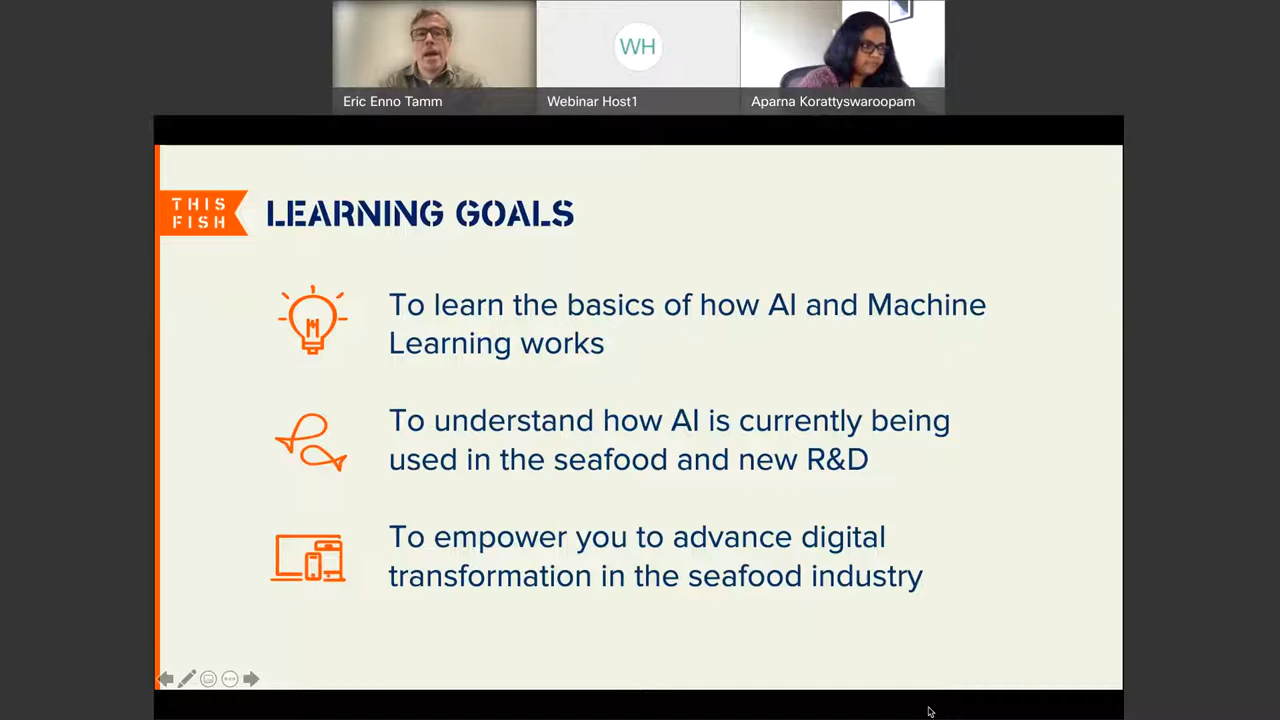 WH
Eric Enno Tamm
Webinar Host1
Aparna Korattyswaroopam
THIS
FISH
LEARNING GOALS
To learn the basics of how AI and Machine
Learning works
To understand how AI is currently being
used in the seafood and new R&D
To empower you to advance digital
transformation in the seafood industry